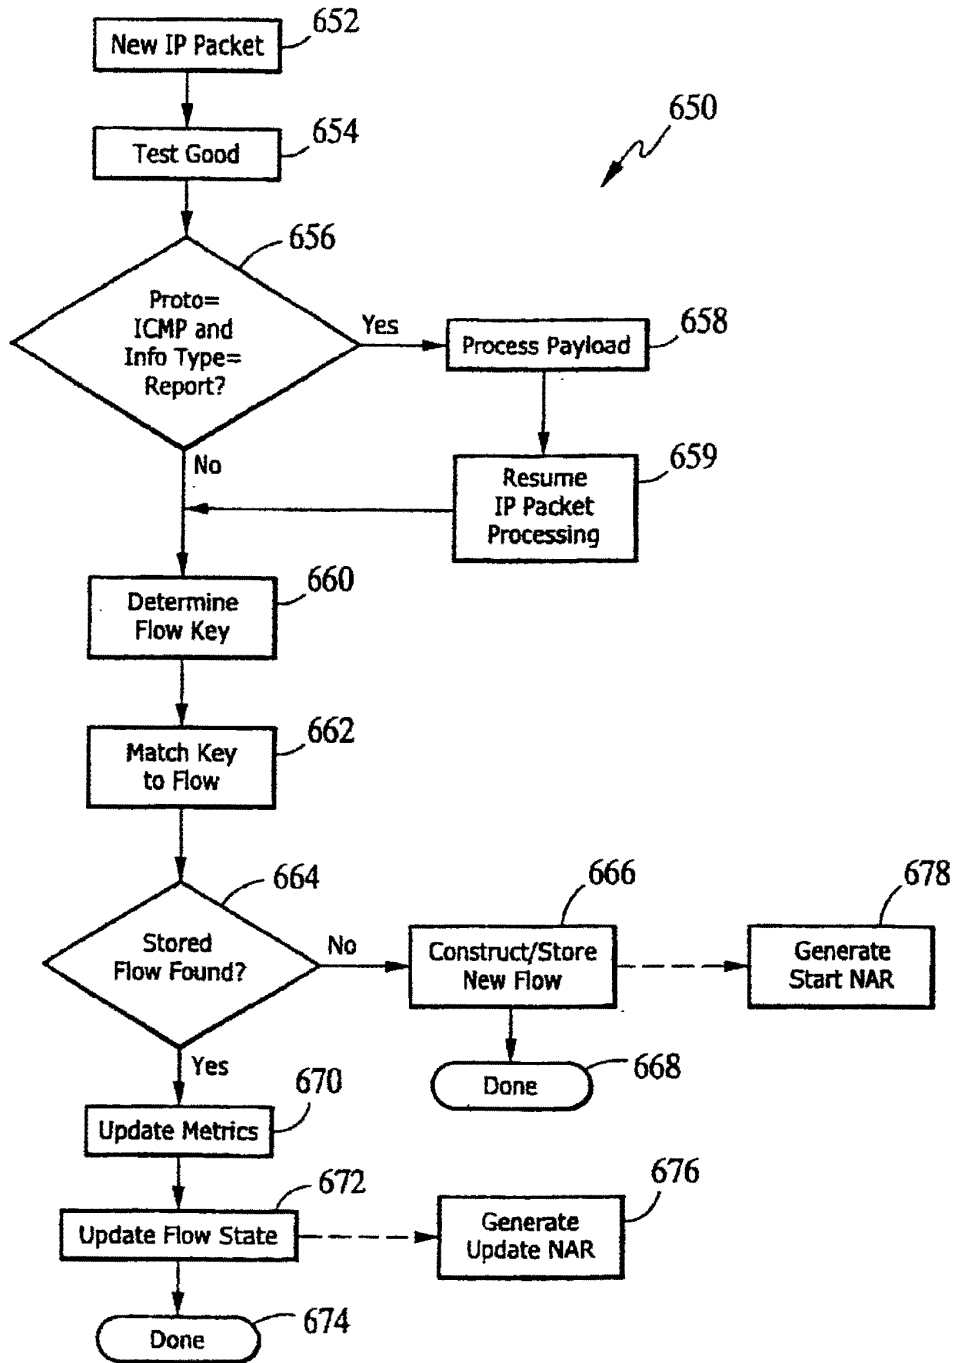 New IP Packet
652
650
Test Good
654
656
Proto=
ICMP and
Info Type=
Report?
Yes
Process Payload
658
No
Resume
IP Packet
Processing
659
Determine
Flow Key
660
Match Key
to Flow
662
664
Stored
Flow Found?
No
666
Construct/Store
New Flow
678
Generate
Start NAR
Yes
Done
668
670
Update Metrics
672
Update Flow State
676
Generate
Update NAR
Done
674